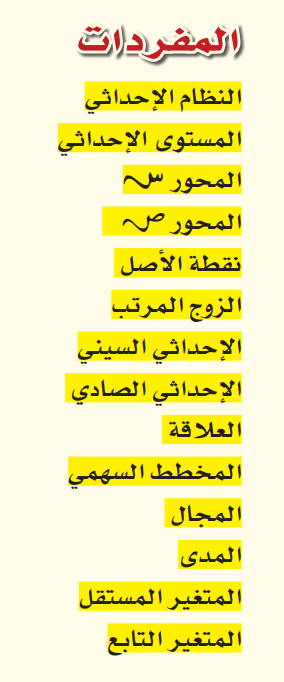 المفردات
النظام الإحداثي
المستوى الإحداثي
المحور س
المحور ص
نقطة الأصل
الزوج المرتب
الإحداثي السيني
الإحداثي الصادي
العلاقة
المخطط السهمي
المجال
المدى
المتغير المستقل
المتغير التابع